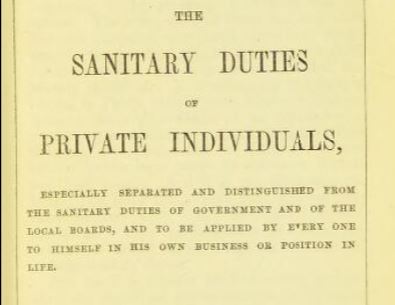 THE
SANITARY DUTIES
OF
PRIVATE INDIVIDUALS,
ESPECIALLY SEPARATED AND DISTINGUISHED FROM
THE SANITARY DUTIES OF GOVERNMENT AND OF THE
LOCAL BOARDS, AND TO BE APPLIED BY EVERY ONE
TO HIMSELF IN HIS OWN BUSINESS OR POSITION IN
LIFE.